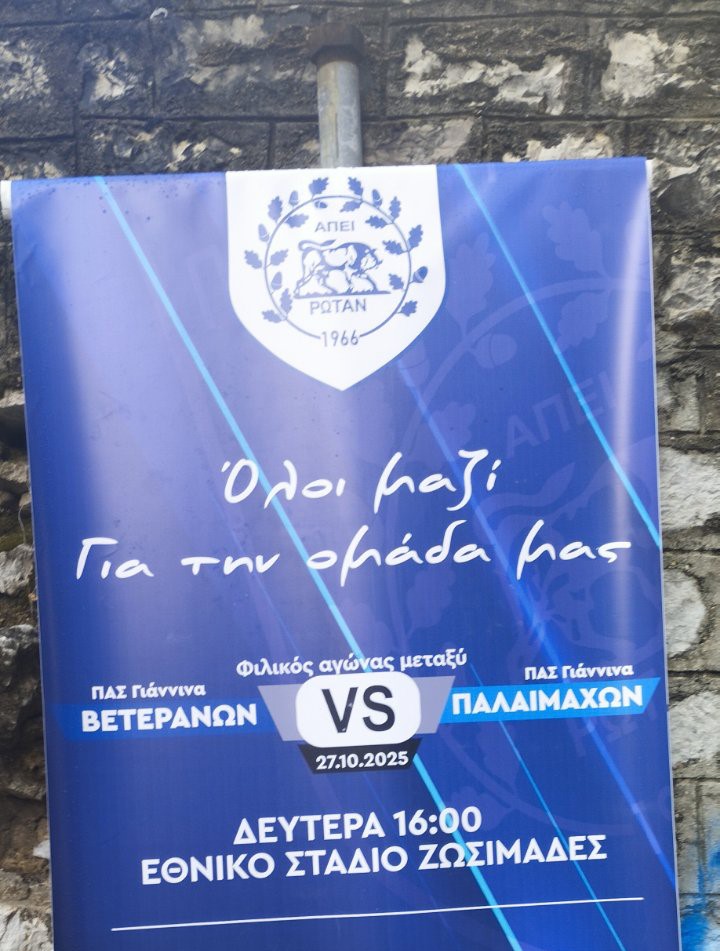 ΑΠΕΙ
ΡΩΤΑΝ
1966
Όλοι μαζί
Για την ομάδα μας
Φιλικός αγώνας μεταξύ
ΠΑΣ Γιάννινα
ΒΕΤΕΡΑΝΩΝ
VS
ΠΑΣ Γιάννινα
ΠΑΛΑΙΜΑΧΩΝ
27.10.2025
ΔΕΥΤΕΡΑ 16:00
ΕΘΝΙΚΟ ΣΤΑΔΙΟ ΖΩΣΙΜΑΔΕΣ
ΑΠΕΙ